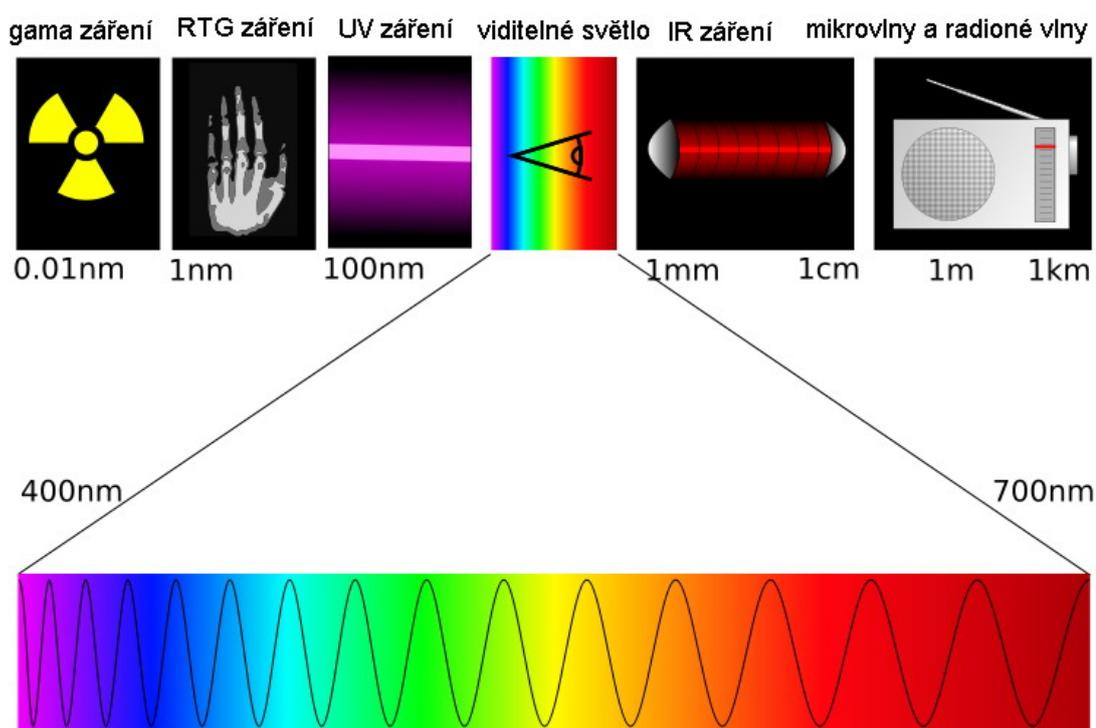 gama záření RTG záření UV záření viditelné světlo IR záření mikrovlny a radioné vlny
0.01nm 1nm 100nm 1mm 1cm 1m 1km
400nm 700nm